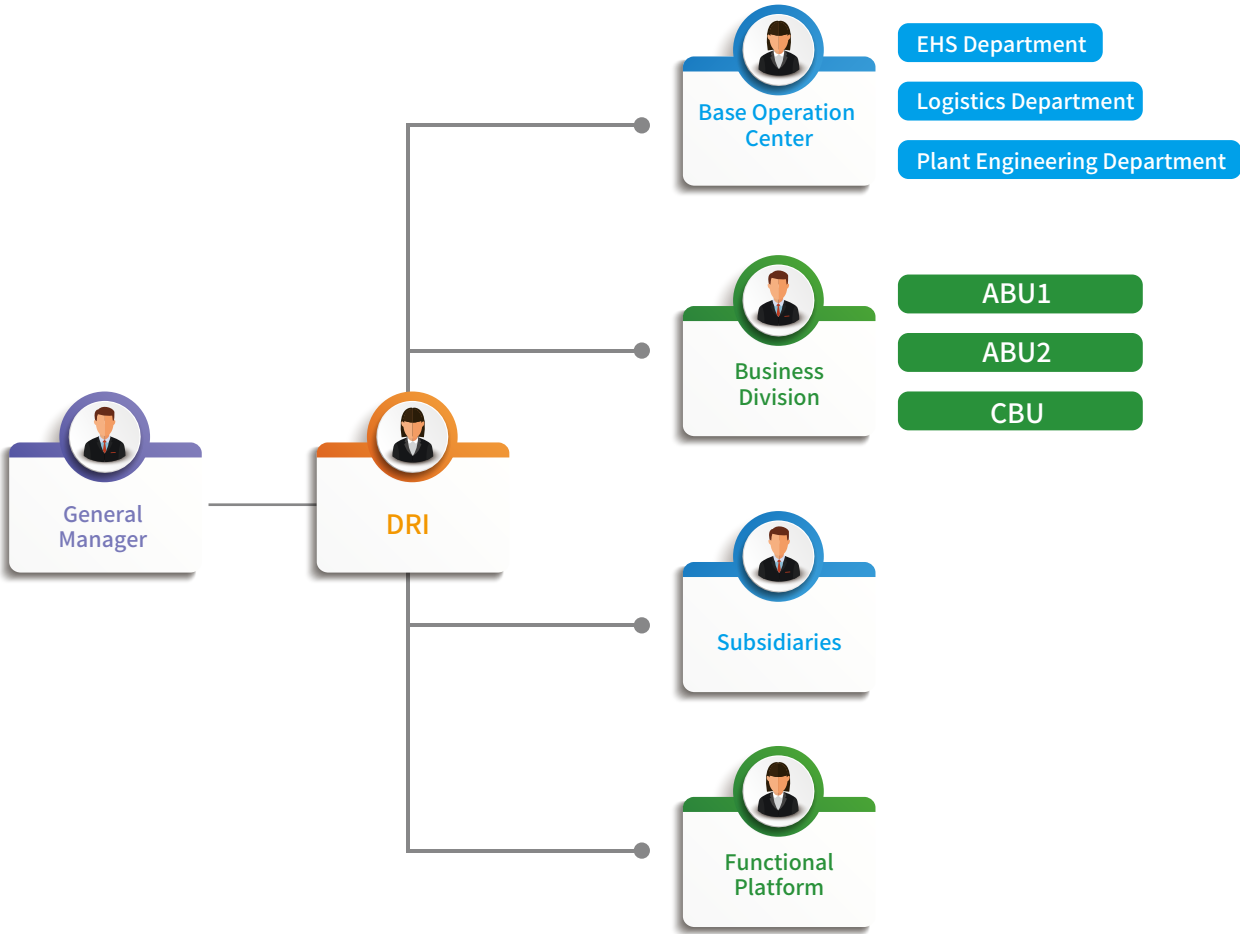 Base Operation
Center
EHS Department
Logistics Department
Plant Engineering Department
Business
Division
ABU1
ABU2
CBU
General
Manager
DRI
Subsidiaries
Functional
Platform